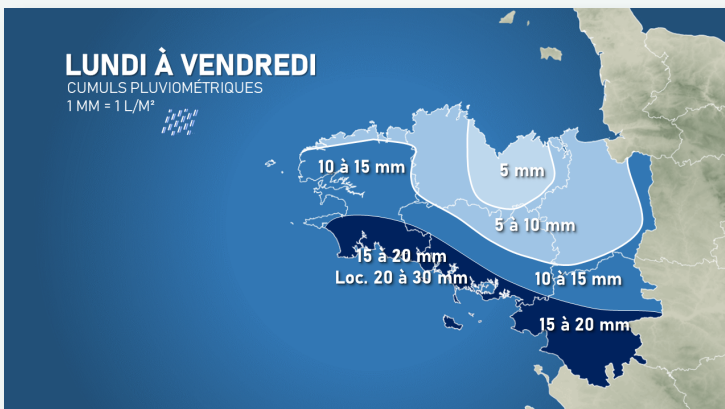 LUNDI À VENDREDI
CUMULS PLUVIOMÉTRIQUES
1 MM = 1 L/M²
10 à 15 mm
5 mm
5 à 10 mm
15 à 20 mm
Loc. 20 à 30 mm
10 à 15 mm
15 à 20 mm